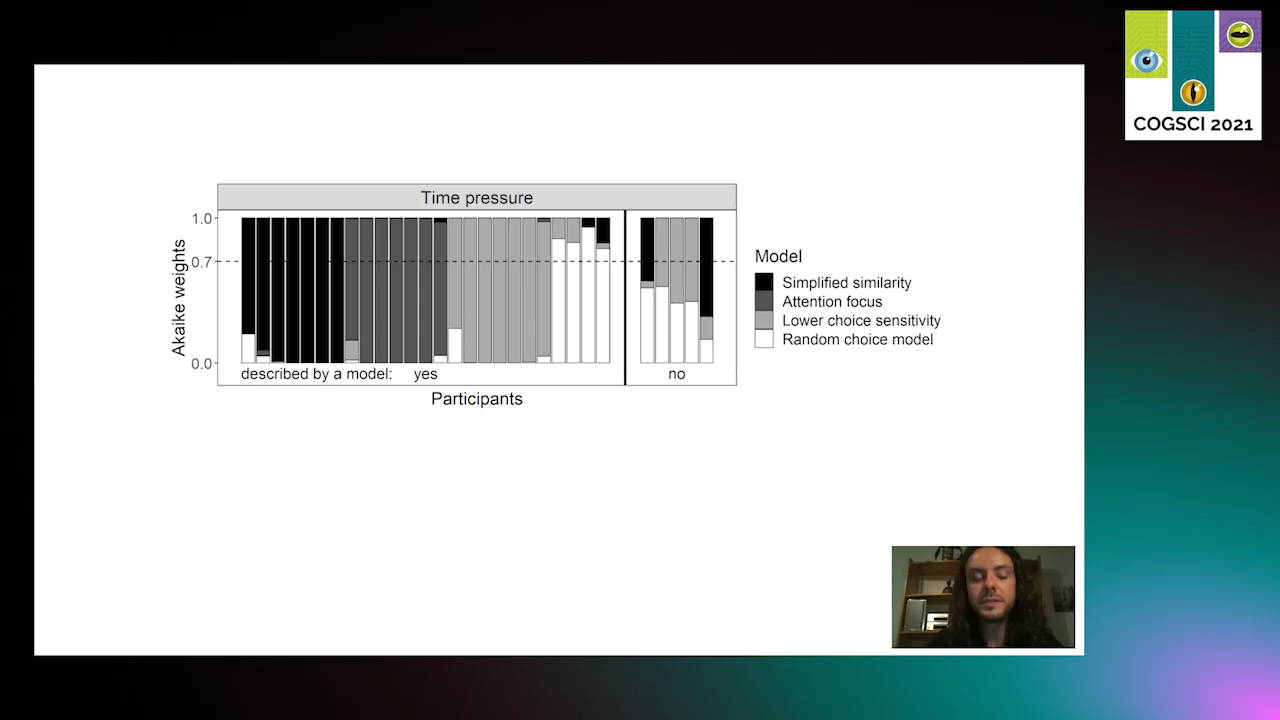 COGSCI 2021
Time pressure
1.0
0.7
0.0
Akaike weights
described by a model: yes
no
Participants
Model
Simplified similarity
Attention focus
Lower choice sensitivity
Random choice model